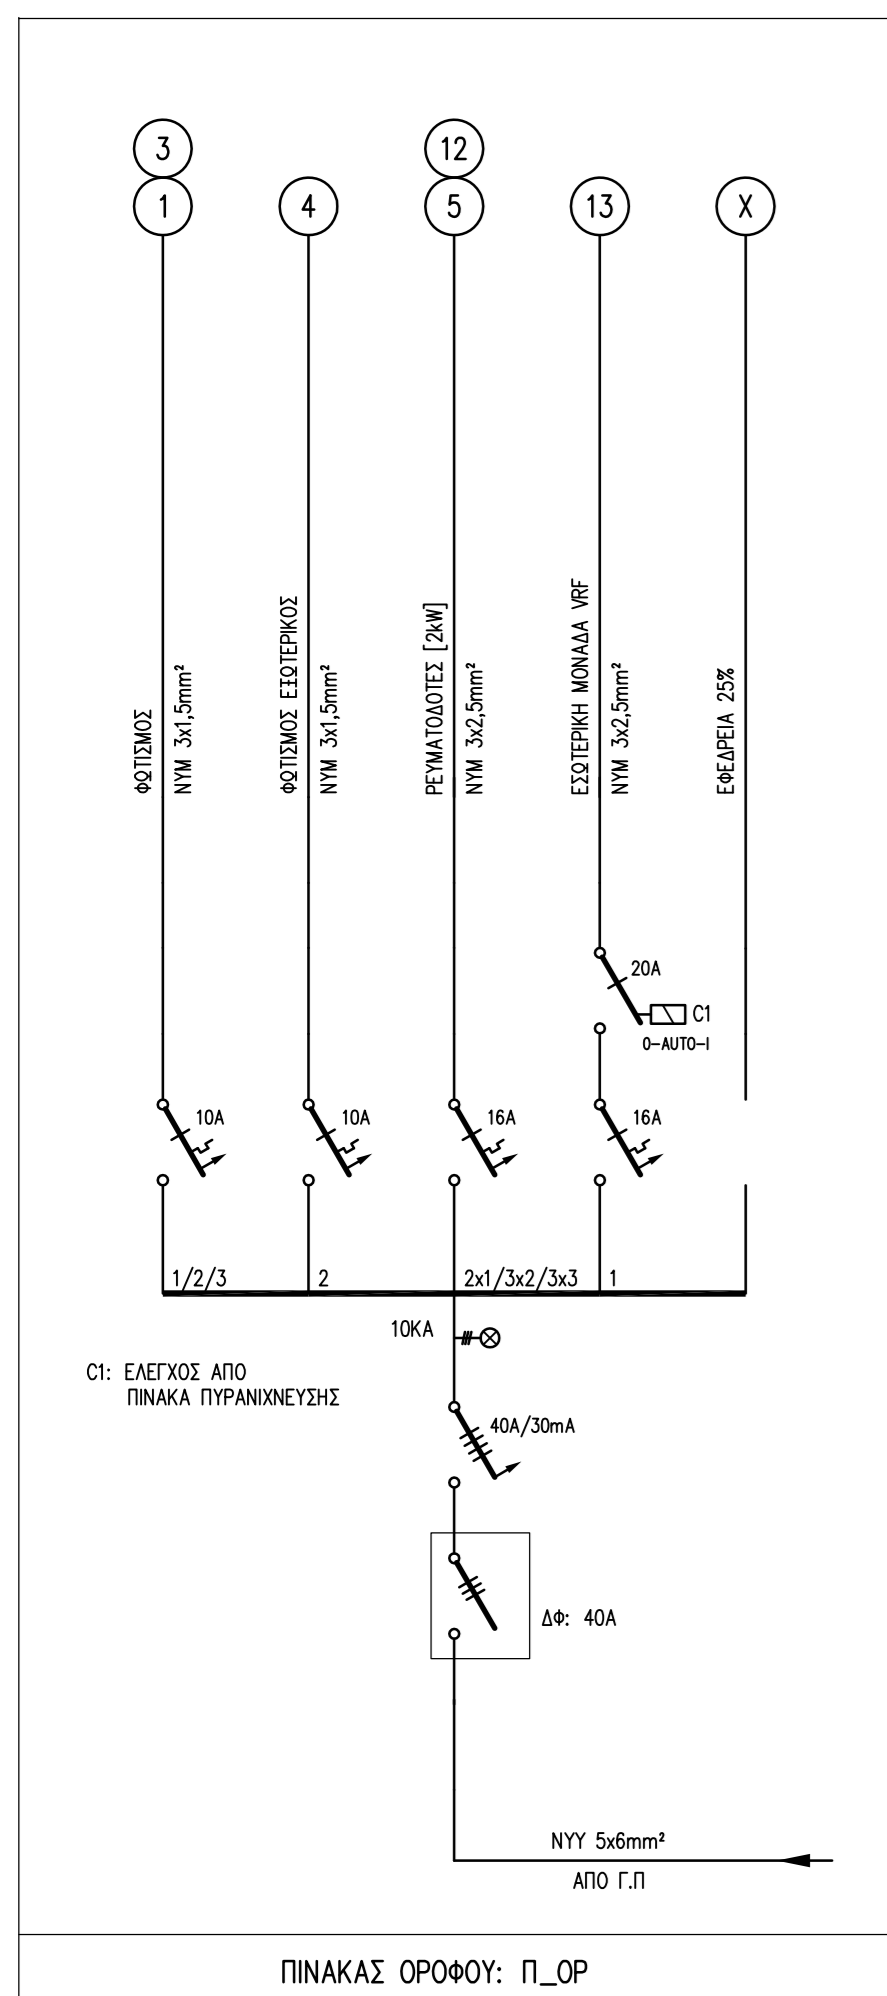 3
12
1
4
5
13
X
ΦΩΤΙΣΜΟΣ
NYM 3x1,5mm²
ΦΩΤΙΣΜΟΣ ΕΞΩΤΕΡΙΚΟΣ
NYM 3x1,5mm²
ΡΕΥΜΑΤΟΔΟΤΕΣ [2kW]
NYM 3x2,5mm²
ΕΣΩΤΕΡΙΚΗ ΜΟΝΑΔΑ VRF
NYM 3x2,5mm²
ΕΦΕΔΡΕΙΑ 25%
20A
C1
0-AUTO-I
10A
10A
16A
16A
1/2/3
2
2x1/3x2/3x3
1
10KA
C1: ΕΛΕΓΧΟΣ ΑΠΟ
ΠΙΝΑΚΑ ΠΥΡΑΝΙΧΝΕΥΣΗΣ
40A/30mA
ΔΦ: 40A
NYY 5x6mm²
ΑΠΟ Γ.Π
ΠΙΝΑΚΑΣ ΟΡΟΦΟΥ: Π_ΟΡ